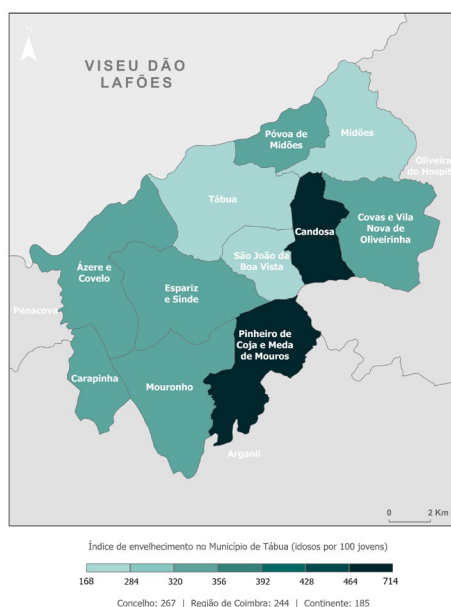 N
VISEU DÃO
LAFÕES
Póvoa de
Midões
Midões
Oliveira
do Hospit
Tábua
Candosa
Covas e Vila
Nova de
Oliveirinha
São João da
Boa Vista
Ázere e
Covelo
Espariz
e Sinde
Penacova
Pinheiro de
Coja e Meda
de Mouros
Carapinha
Mouronho
Arganil
0 2 Km
Índice de envelhecimento no Município de Tábua (idosos por 100 jovens)
168 284 320 356 392 428 464 714
Concelho: 267 | Região de Coimbra: 244 | Continente: 185